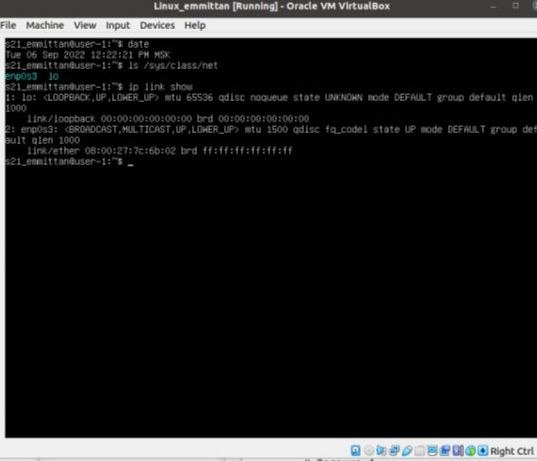 Linux_emmittan [Running] - Oracle VM VirtualBox
File Machine View Input Devices Help
s21_emmittan@user-1:~$ date
Tue 06 Sep 2022 12:22:21 PM MSK
s21_emmittan@user-1:~$ ls /sys/class/net
enp0s3 lo
s21_emmittan@user-1:~$ ip link show
1: lo: <LOOPBACK,UP,LOWER_UP> mtu 65536 qdisc noqueue state UNKNOWN mode DEFAULT group default qlen
1000
link/loopback 00:00:00:00:00:00 brd 00:00:00:00:00:00
2: enp0s3: <BROADCAST,MULTICAST,UP,LOWER_UP> mtu 1500 qdisc fq_codel state UP mode DEFAULT group def
ault qlen 1000
link/ether 08:00:27:7c:6b:02 brd ff:ff:ff:ff:ff:ff
s21_emmittan@user-1:~$ _
Right Ctrl